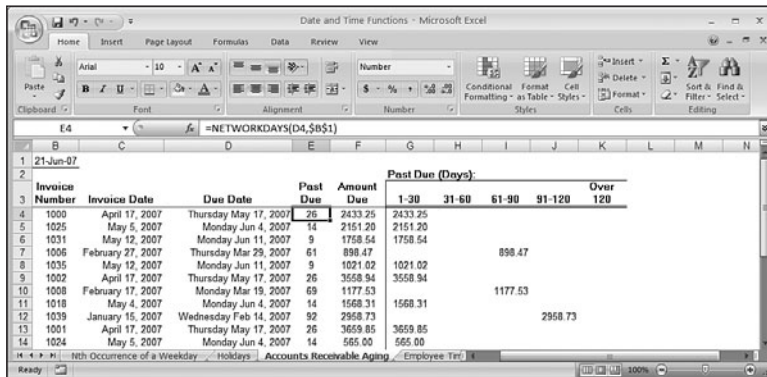 Date and Time Functions - Microsoft Excel
Home Insert Page Layout Formulas Data Review View
Paste
Arial 10 A A
B I U A
Number
$ % ,
Conditional Formatting Format as Table Cell Styles
Insert
Delete
Format
Sort & Filter Find & Select
Clipboard Font Alignment Number Styles Cells Editing
E4 fx =NETWORKDAYS(D4,$B$1)
B C D E F G H I J K L M N
1 21-Jun-07
2 Past Due (Days):
3 Invoice Number Invoice Date Due Date Past Due Amount Due 1-30 31-60 61-90 91-120 Over 120
4 1000 April 17, 2007 Thursday May 17, 2007 26 2433.25 2433.25
5 1025 May 5, 2007 Monday Jun 4, 2007 14 2151.20 2151.20
6 1031 May 12, 2007 Monday Jun 11, 2007 9 1758.54 1758.54
7 1006 February 27, 2007 Thursday Mar 29, 2007 61 898.47 898.47
8 1035 May 12, 2007 Monday Jun 11, 2007 9 1021.02 1021.02
9 1002 April 17, 2007 Thursday May 17, 2007 26 3558.94 3558.94
10 1008 February 17, 2007 Monday Mar 19, 2007 69 1177.53 1177.53
11 1018 May 4, 2007 Monday Jun 4, 2007 14 1568.31 1568.31
12 1039 January 15, 2007 Wednesday Feb 14, 2007 92 2958.73 2958.73
13 1001 April 17, 2007 Thursday May 17, 2007 26 3659.85 3659.85
14 1024 May 5, 2007 Monday Jun 4, 2007 14 565.00 565.00
Nth Occurrence of a Weekday Holidays Accounts Receivable Aging Employee Tim
Ready 100%